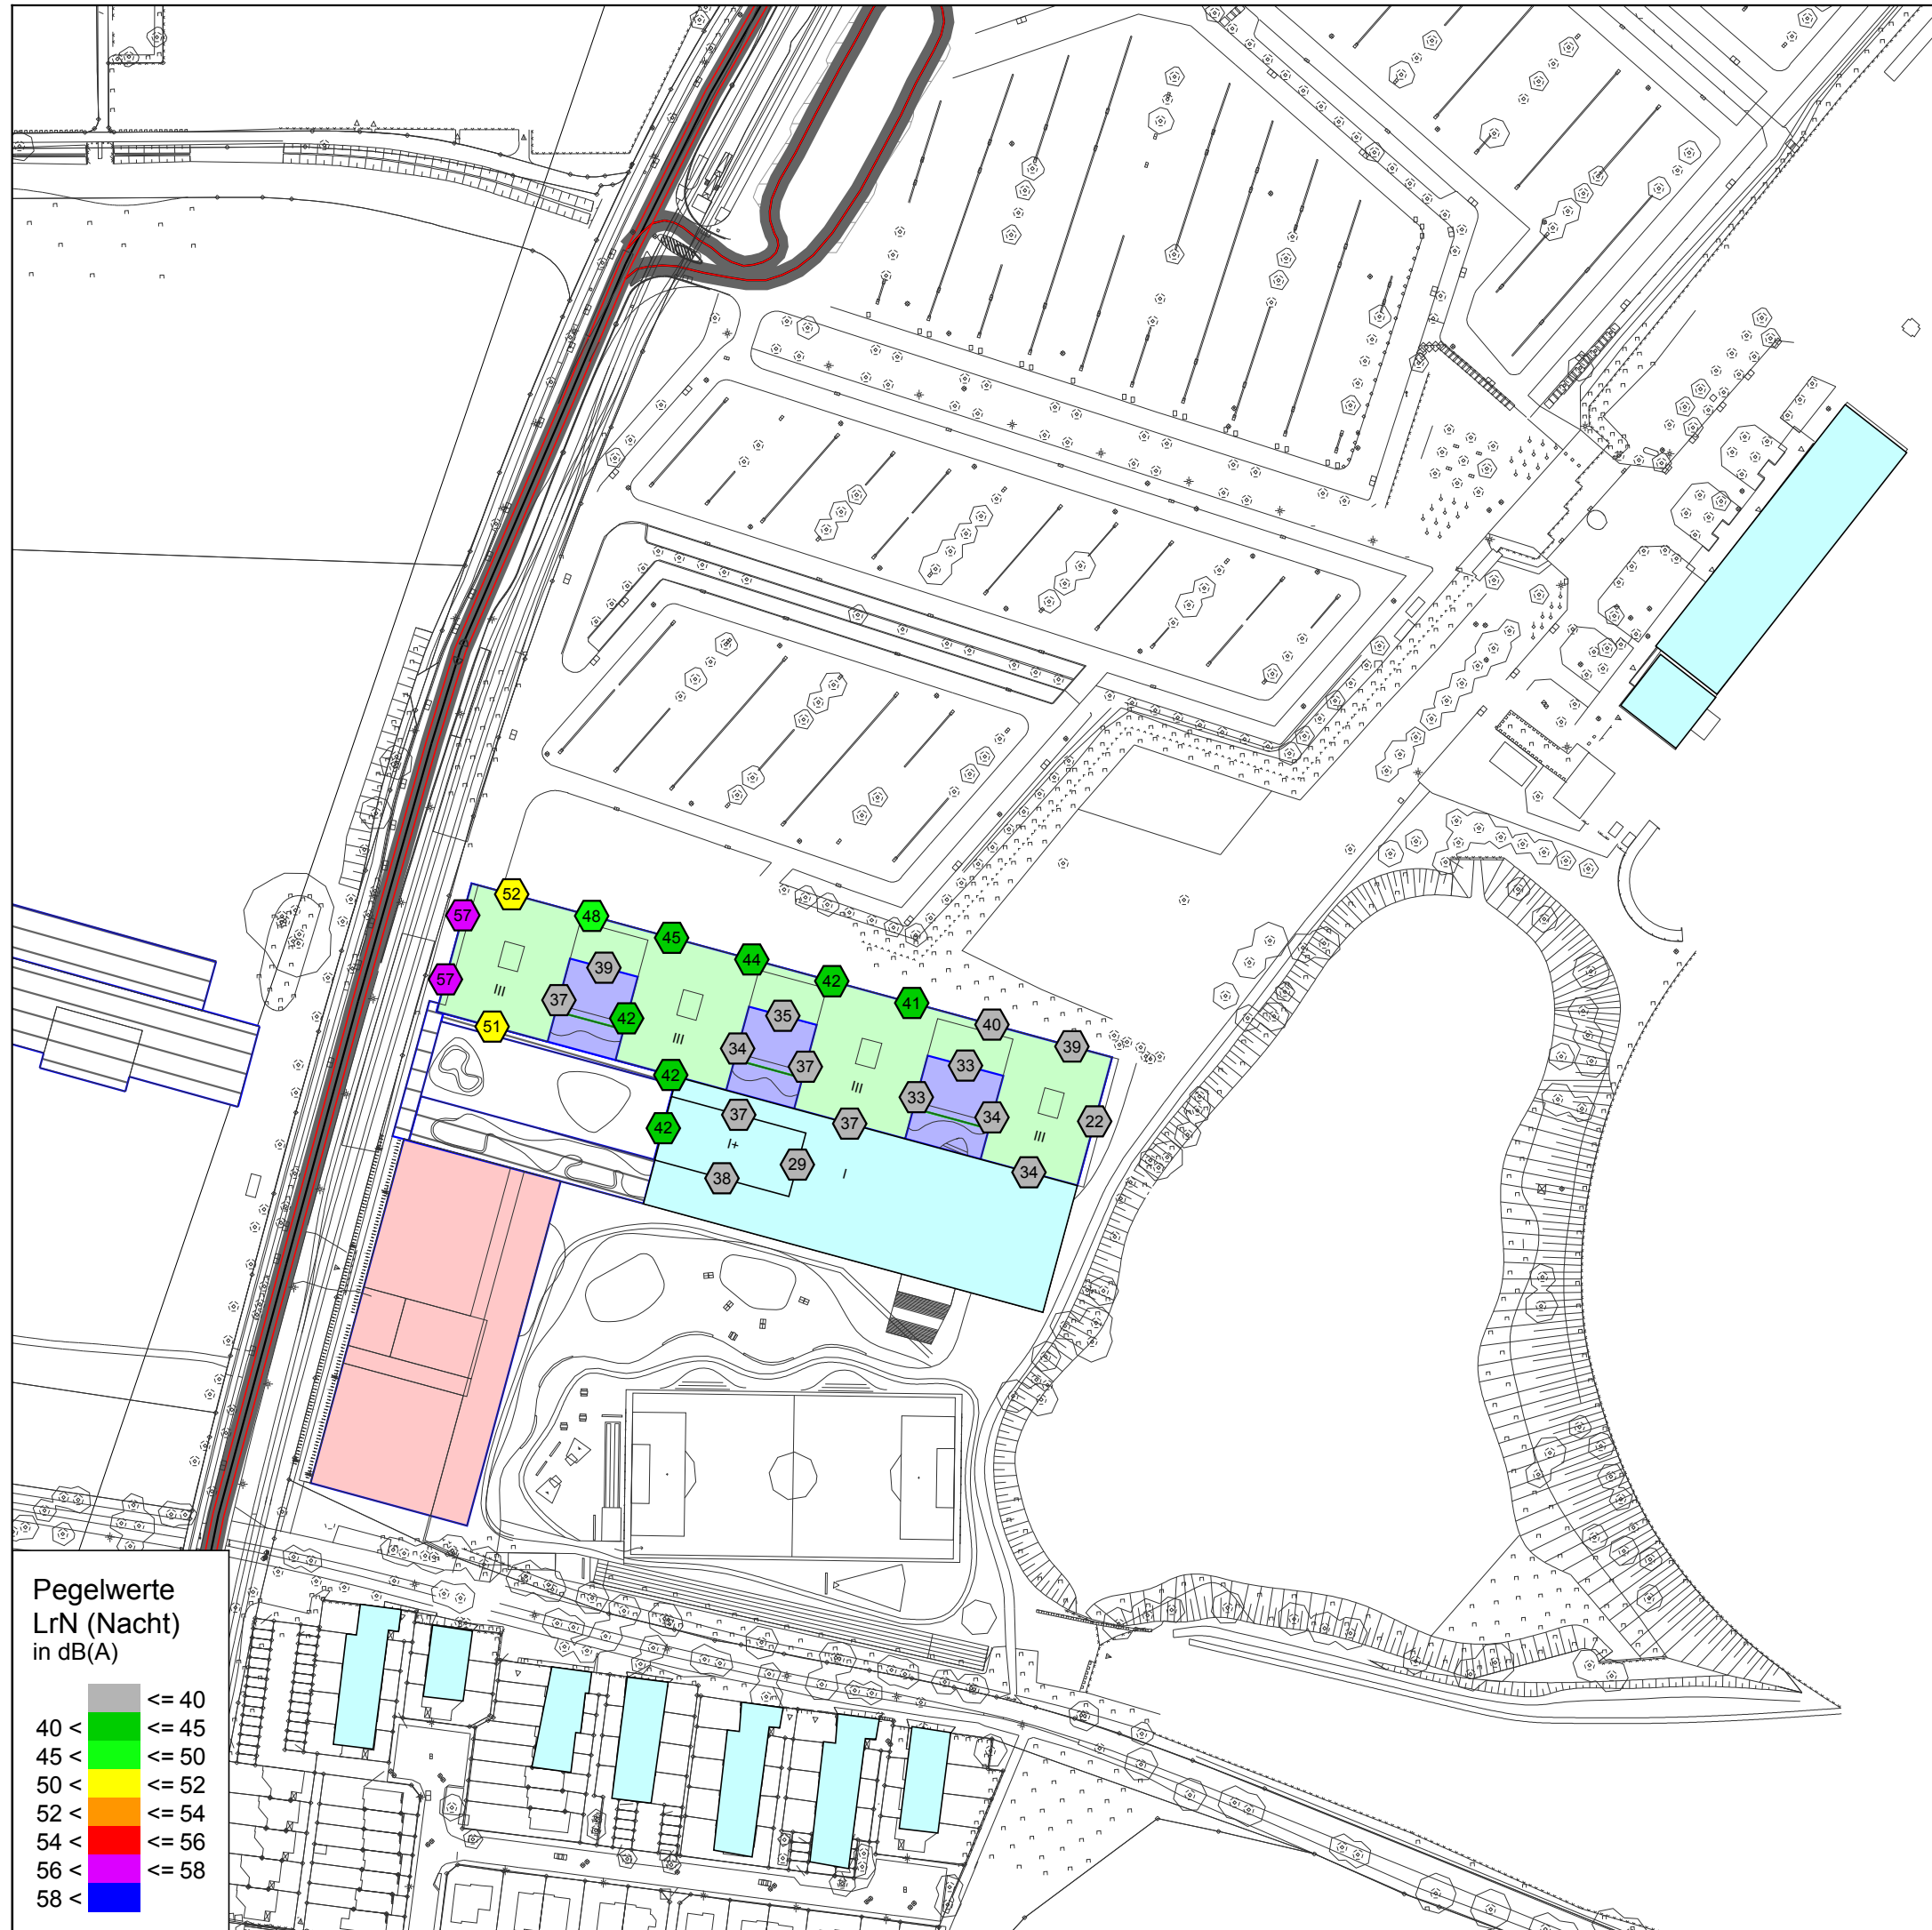 52
57
48
45
44
39
57
37
42
42
51
41
III
35
40
III
34
37
39
33
42
III
33
34
22
37
37
42
I+
III
29
38
I
34
Pegelwerte
LrN (Nacht)
in dB(A)
<= 40
40 < <= 45
45 < <= 50
50 < <= 52
52 < <= 54
54 < <= 56
56 < <= 58
58 <